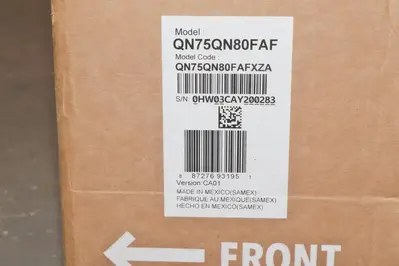 Model :
QN75QN80FAF
Model Code :
QN75QN80FAFXZA
S/N: 0HW03CAY200283
8 87276 93195 1
Version:CA01
MADE IN MEXICO(SAMEX)
FABRIQUE AU MEXIQUE(SAMEX)
HECHO EN MEXICO(SAMEX)
FRONT